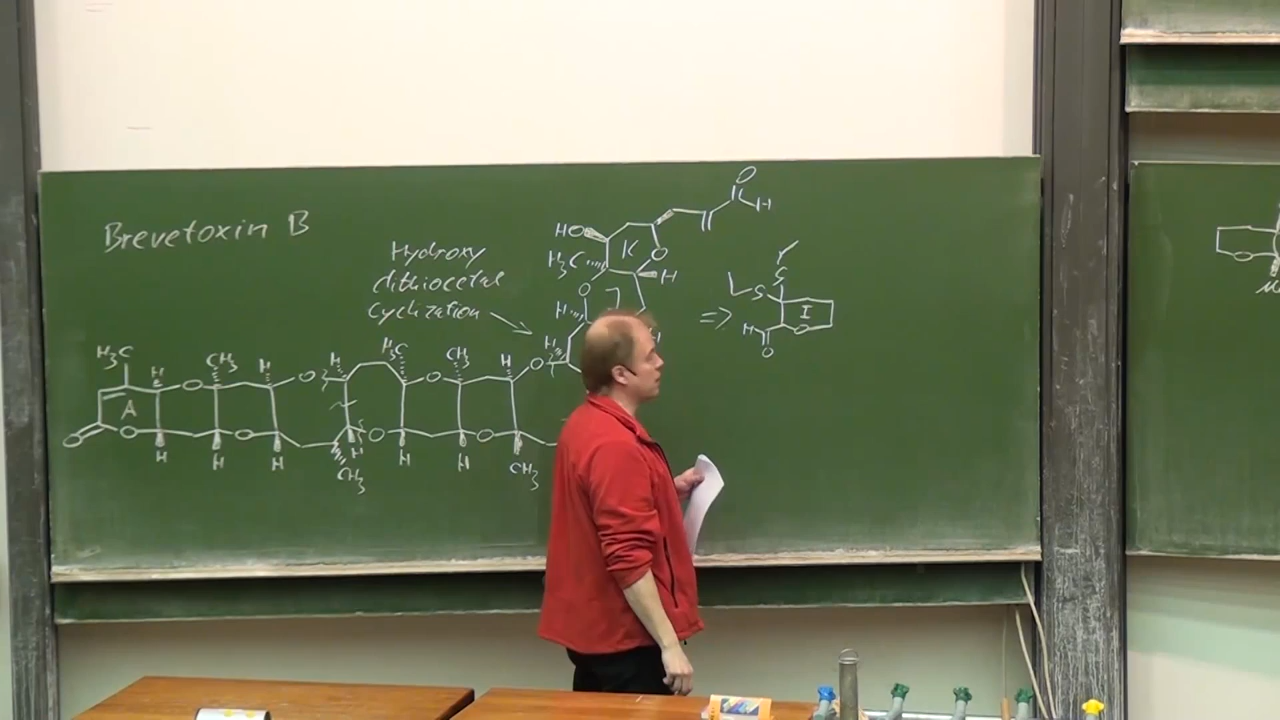 Brevetoxin B
Hydroxy
dithioacetal
cyclization
O
H
HO
K
O
H₃C
H
O
H
H
S
S
I
O
H
O
=>
H₃C
H
O
CH₃
H
O
H
H₃C
O
CH₃
H
O
A
O
O
H
H
O
H
H
CH₃
O
H
H
O
CH₃